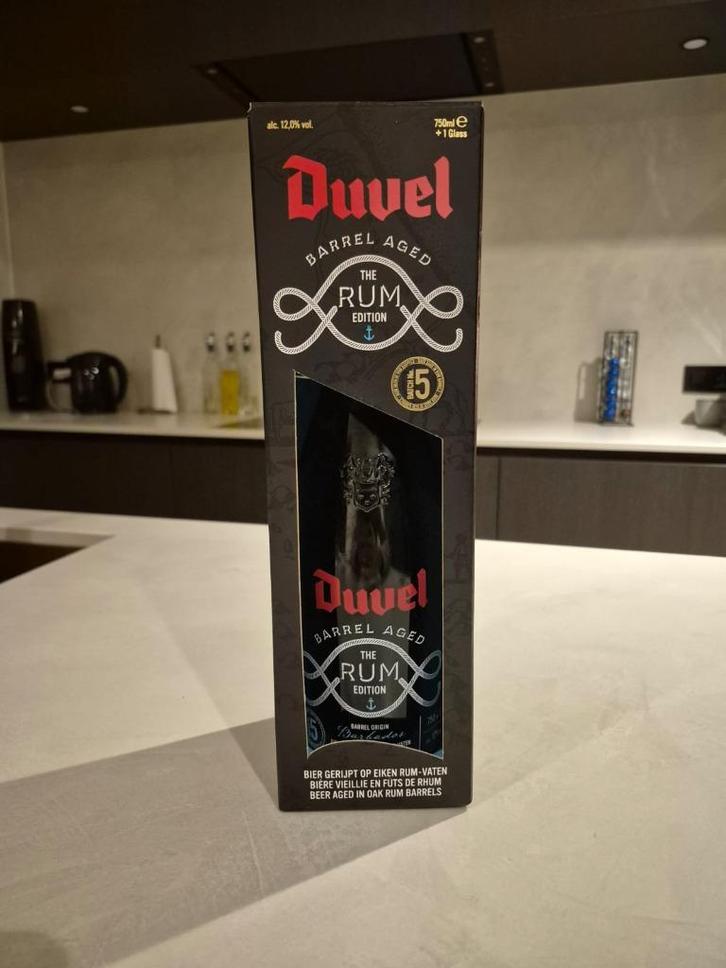 alc. 12,0% vol.
750ml ℮
+ 1 Glass
Duvel
BARREL AGED
THE
RUM
EDITION
BATCH No.
5
Duvel
BARREL AGED
THE
RUM
EDITION
5
BARREL ORIGIN
Barbados
BIER GERIJPT OP EIKEN RUM-VATEN
BIÈRE VIEILLIE EN FUTS DE RHUM
BEER AGED IN OAK RUM BARRELS